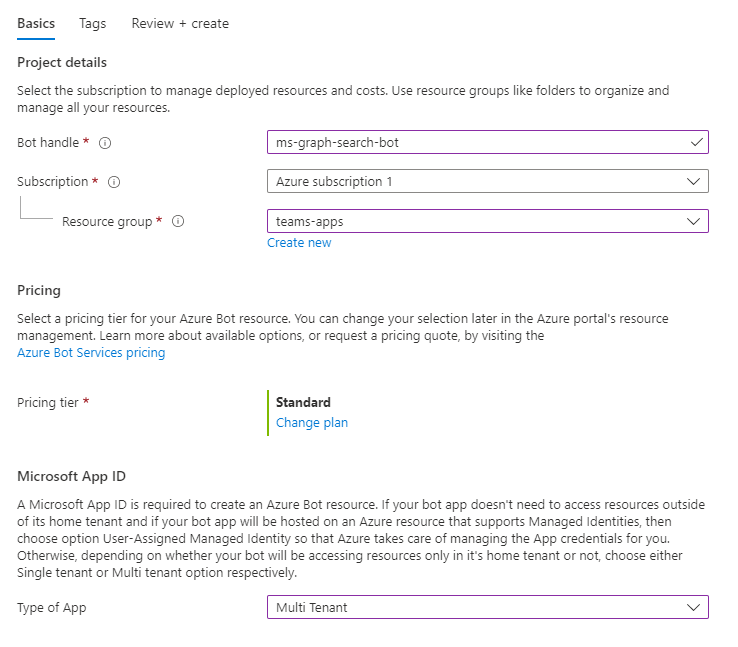 Basics Tags Review + create
Project details
Select the subscription to manage deployed resources and costs. Use resource groups like folders to organize and
manage all your resources.
Bot handle * ms-graph-search-bot
Subscription * Azure subscription 1
Resource group * teams-apps
Create new
Pricing
Select a pricing tier for your Azure Bot resource. You can change your selection later in the Azure portal's resource
management. Learn more about available options, or request a pricing quote, by visiting the
Azure Bot Services pricing
Pricing tier * Standard
Change plan
Microsoft App ID
A Microsoft App ID is required to create an Azure Bot resource. If your bot app doesn't need to access resources outside
of its home tenant and if your bot app will be hosted on an Azure resource that supports Managed Identities, then
choose option User-Assigned Managed Identity so that Azure takes care of managing the App credentials for you.
Otherwise, depending on whether your bot will be accessing resources only in it's home tenant or not, choose either
Single tenant or Multi tenant option respectively.
Type of App Multi Tenant